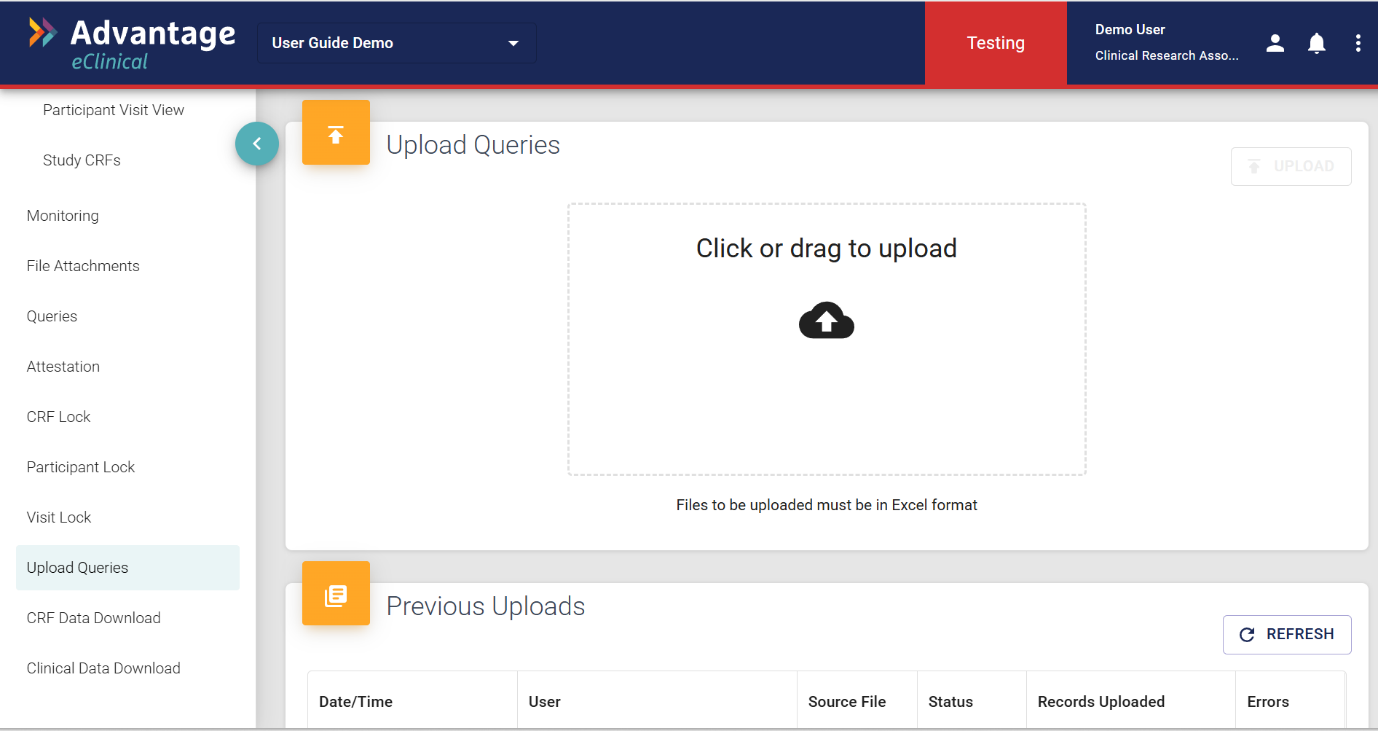 Advantage
eClinical
User Guide Demo
Testing
Demo User
Clinical Research Asso...
Participant Visit View
Study CRFs
Monitoring
File Attachments
Queries
Attestation
CRF Lock
Participant Lock
Visit Lock
Upload Queries
CRF Data Download
Clinical Data Download
Upload Queries
UPLOAD
Click or drag to upload
Files to be uploaded must be in Excel format
Previous Uploads
REFRESH
Date/Time User Source File Status Records Uploaded Errors